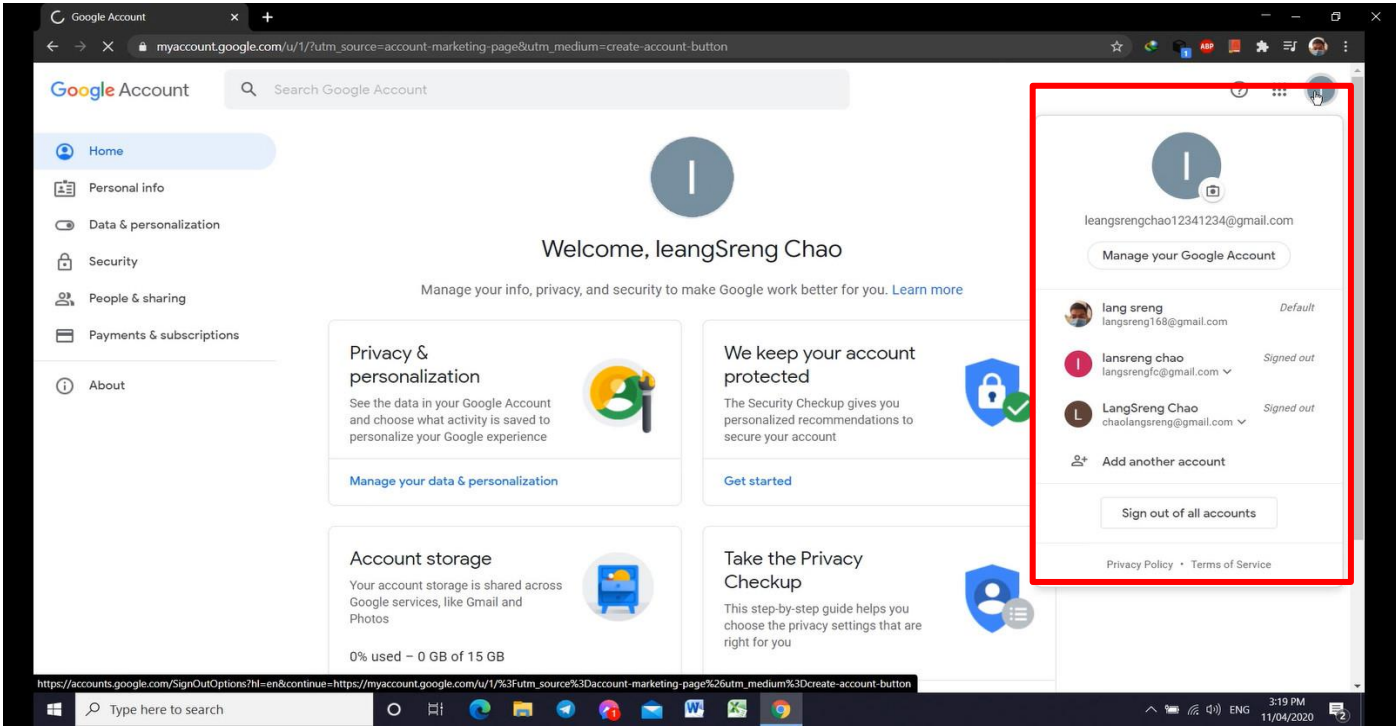 Google Account
myaccount.google.com/u/1/?utm_source=account-marketing-page&utm_medium=create-account-button
1
ABP
Google Account
Search Google Account
Home
Personal info
Data & personalization
Security
People & sharing
Payments & subscriptions
About
l
Welcome, leangSreng Chao
Manage your info, privacy, and security to make Google work better for you. Learn more
Privacy &
personalization
See the data in your Google Account
and choose what activity is saved to
personalize your Google experience
Manage your data & personalization
We keep your account
protected
The Security Checkup gives you
personalized recommendations to
secure your account
Get started
Account storage
Your account storage is shared across
Google services, like Gmail and
Photos
0% used – 0 GB of 15 GB
Take the Privacy
Checkup
This step-by-step guide helps you
choose the privacy settings that are
right for you
l
leangsrengchao12341234@gmail.com
Manage your Google Account
lang sreng Default
langsreng168@gmail.com
l
lansreng chao Signed out
langsrengfc@gmail.com
L
LangSreng Chao Signed out
chaolangsreng@gmail.com
Add another account
Sign out of all accounts
Privacy Policy • Terms of Service
https://accounts.google.com/SignOutOptions?hl=en&continue=https://myaccount.google.com/u/1/%3Futm_source%3Daccount-marketing-page%26utm_medium%3Dcreate-account-button
Type here to search
ENG
3:19 PM
11/04/2020
2